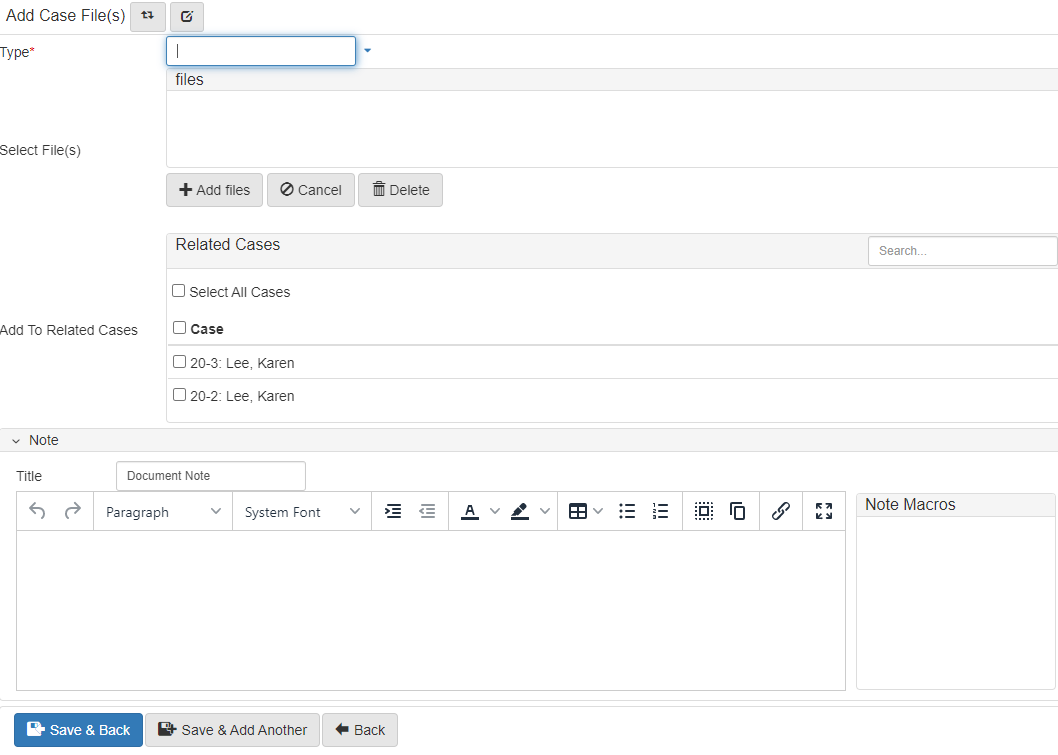 Add Case File(s)
Type*
files
Select File(s)
Add files Cancel Delete
Related Cases Search...
Select All Cases
Add To Related Cases
Case
20-3: Lee, Karen
20-2: Lee, Karen
Note
Title Document Note
Paragraph System Font A
Note Macros
Save & Back Save & Add Another Back